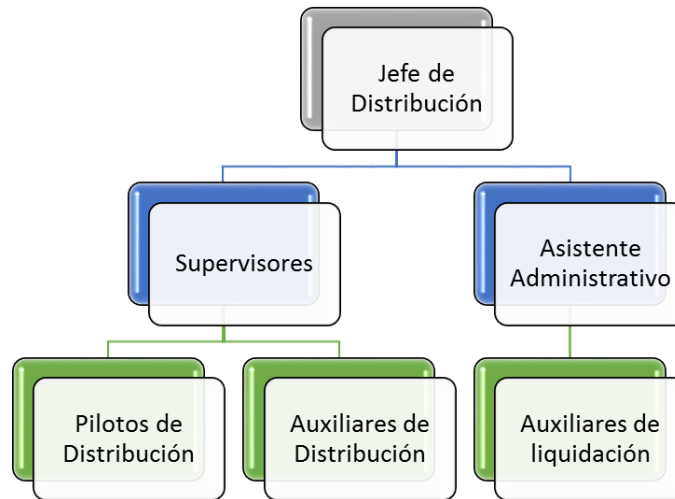 Jefe de
Distribución
Supervisores
Asistente
Administrativo
Pilotos de
Distribución
Auxiliares de
Distribución
Auxiliares de
liquidación